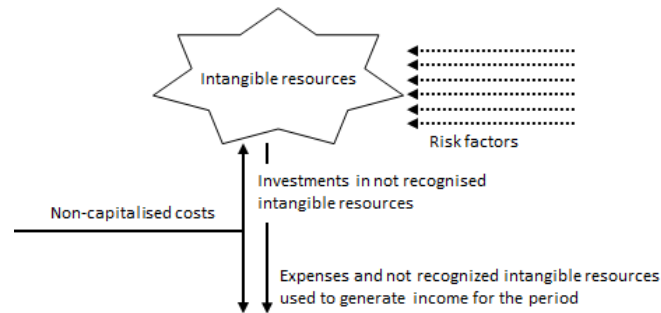 Intangible resources
Risk factors
Investments in not recognised
intangible resources
Non-capitalised costs
Expenses and not recognized intangible resources
used to generate income for the period